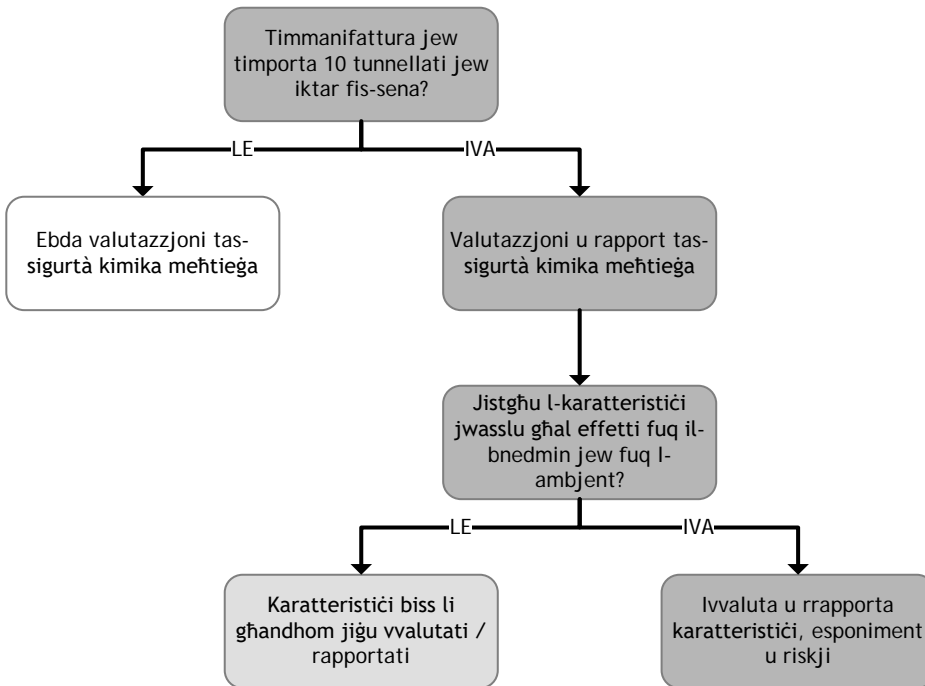 Timmanifattura jew
timporta 10 tunnellati jew
iktar fis-sena?
LE
IVA
Ebda valutazzjoni tas-
sigurtà kimika meħtieġa
Valutazzjoni u rapport tas-
sigurtà kimika meħtieġa
Jistgħu l-karatteristiċi
jwasslu għal effetti fuq il-
bnedmin jew fuq l-
ambjent?
LE
IVA
Karatteristiċi biss li
għandhom jiġu vvalutati /
rapportati
Ivvaluta u rrapporta
karatteristiċi, esponiment
u riskji